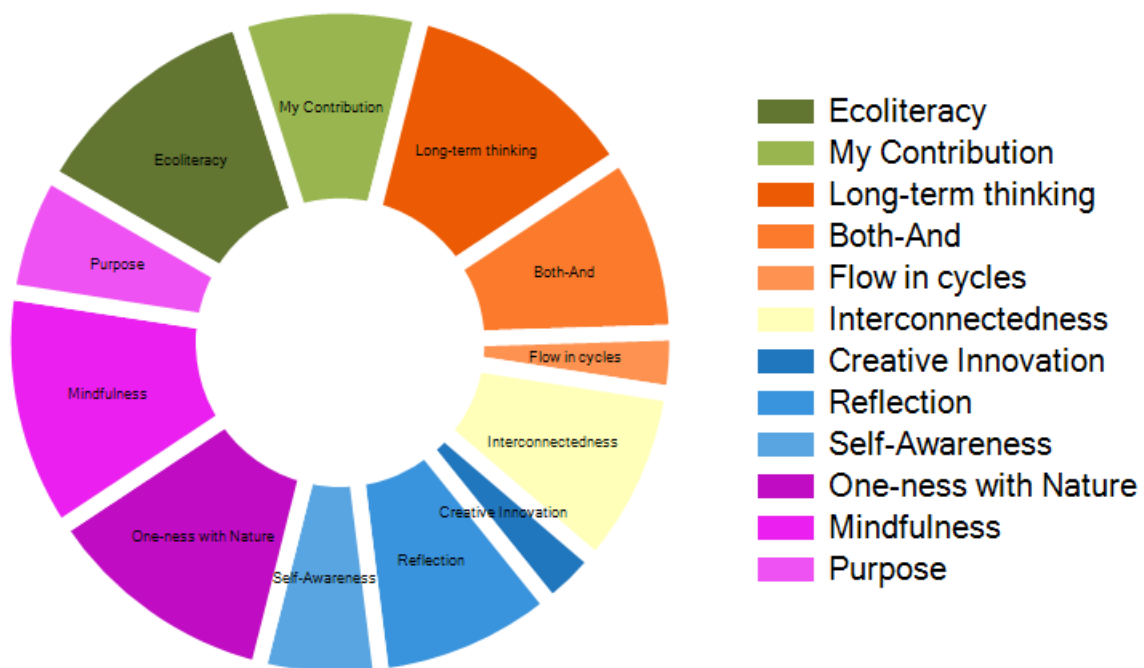 My Contribution
Long-term thinking
Ecoliteracy
Purpose
Both-And
Flow in cycles
Mindfulness
Interconnectedness
Creative Innovation
One-ness with Nature
Reflection
Self-Awareness
Ecoliteracy
My Contribution
Long-term thinking
Both-And
Flow in cycles
Interconnectedness
Creative Innovation
Reflection
Self-Awareness
One-ness with Nature
Mindfulness
Purpose